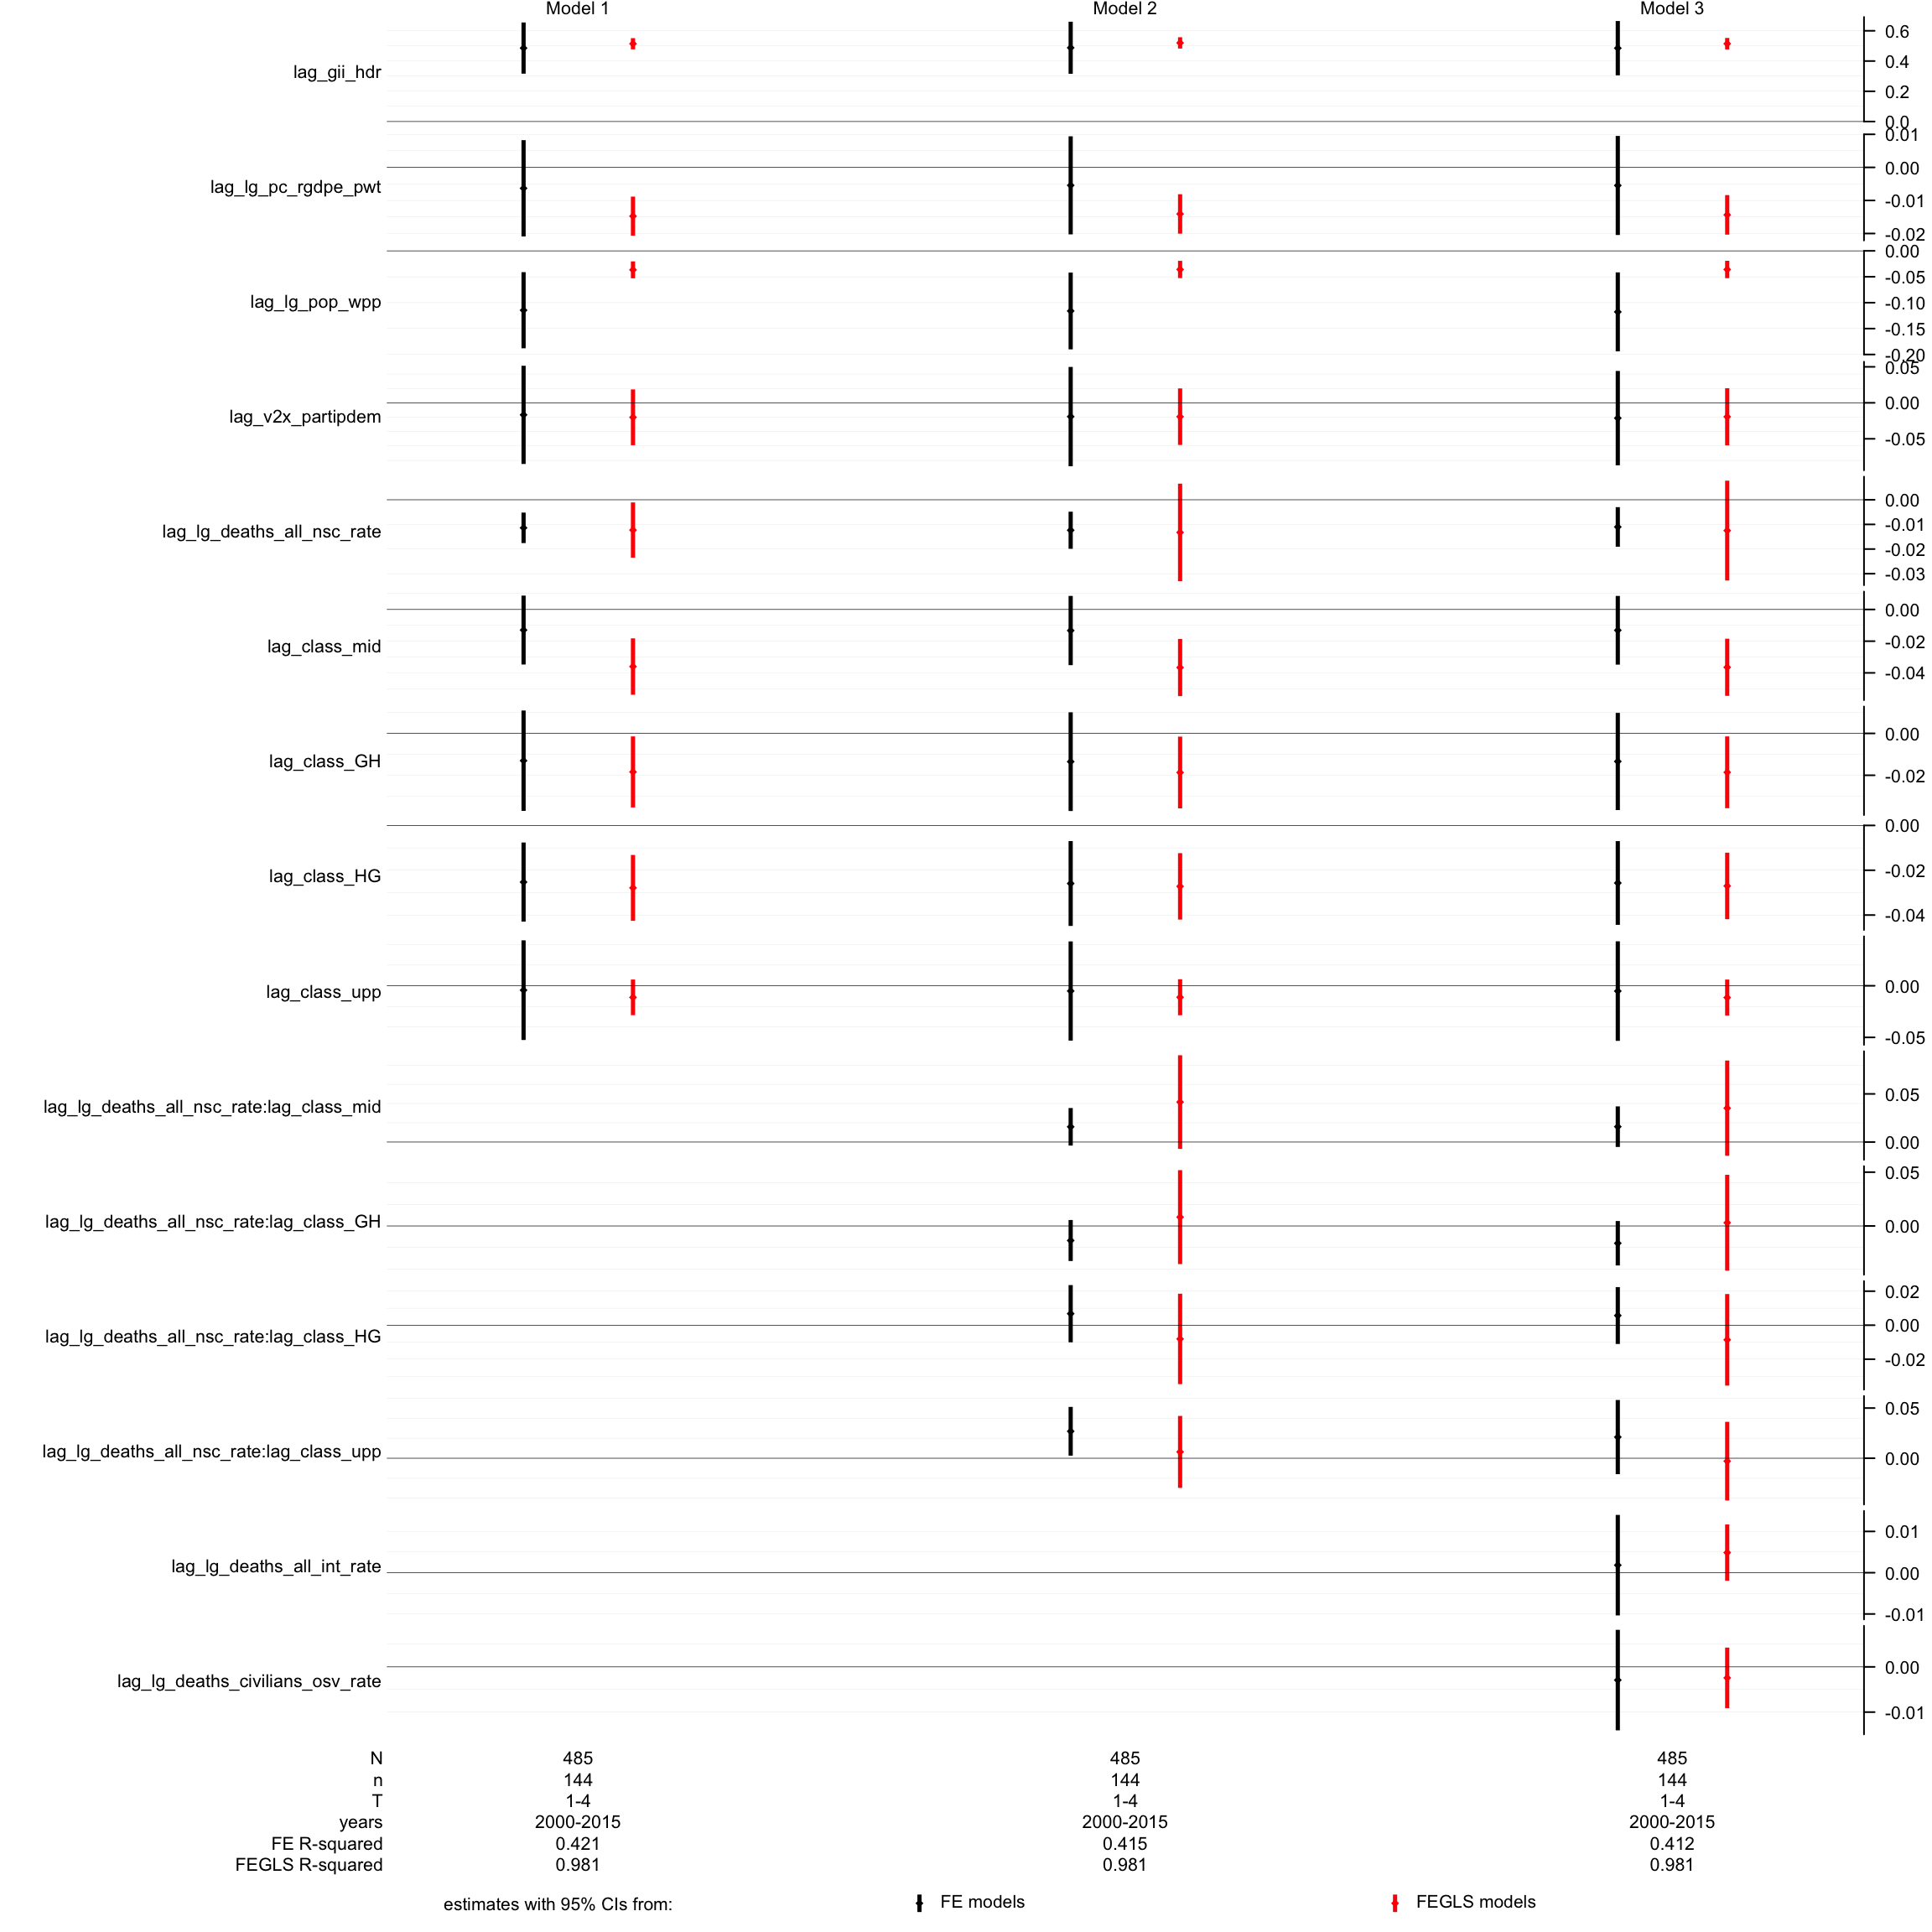 Model 1 Model 2 Model 3
lag_gii_hdr
0.6
0.4
0.2
0.0
lag_lg_pc_rgdpe_pwt
0.01
0.00
-0.01
-0.02
lag_lg_pop_wpp
0.00
-0.05
-0.10
-0.15
-0.20
lag_v2x_partipdem
0.05
0.00
-0.05
lag_lg_deaths_all_nsc_rate
0.00
-0.01
-0.02
-0.03
lag_class_mid
0.00
-0.02
-0.04
lag_class_GH
0.00
-0.02
lag_class_HG
0.00
-0.02
-0.04
lag_class_upp
0.00
-0.05
lag_lg_deaths_all_nsc_rate:lag_class_mid
0.05
0.00
lag_lg_deaths_all_nsc_rate:lag_class_GH
0.05
0.00
lag_lg_deaths_all_nsc_rate:lag_class_HG
0.02
0.00
-0.02
lag_lg_deaths_all_nsc_rate:lag_class_upp
0.05
0.00
lag_lg_deaths_all_int_rate
0.01
0.00
-0.01
lag_lg_deaths_civilians_osv_rate
0.00
-0.01
N 485 485 485
n 144 144 144
T 1-4 1-4 1-4
years 2000-2015 2000-2015 2000-2015
FE R-squared 0.421 0.415 0.412
FEGLS R-squared 0.981 0.981 0.981
estimates with 95% CIs from: FE models FEGLS models